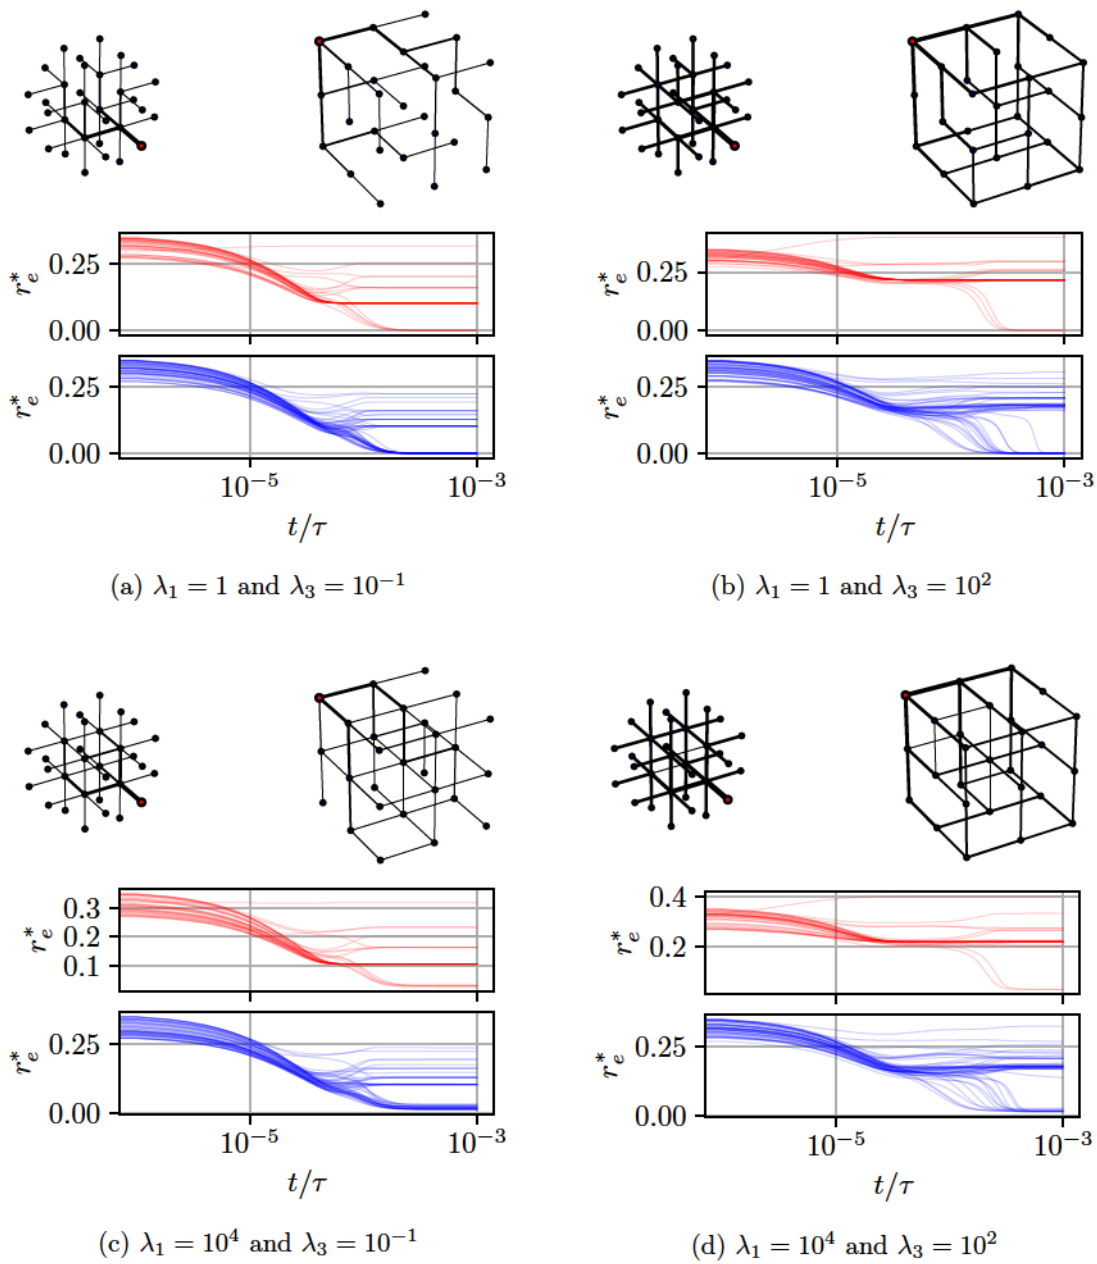 0.25
0.00
r*e
0.25
0.00
r*e
10⁻⁵ 10⁻³
t/τ
(a) λ₁ = 1 and λ₃ = 10⁻¹
0.25
0.00
r*e
0.25
0.00
r*e
10⁻⁵ 10⁻³
t/τ
(b) λ₁ = 1 and λ₃ = 10²
0.3
0.2
0.1
r*e
0.25
0.00
r*e
10⁻⁵ 10⁻³
t/τ
(c) λ₁ = 10⁴ and λ₃ = 10⁻¹
0.4
0.2
r*e
0.25
0.00
r*e
10⁻⁵ 10⁻³
t/τ
(d) λ₁ = 10⁴ and λ₃ = 10²